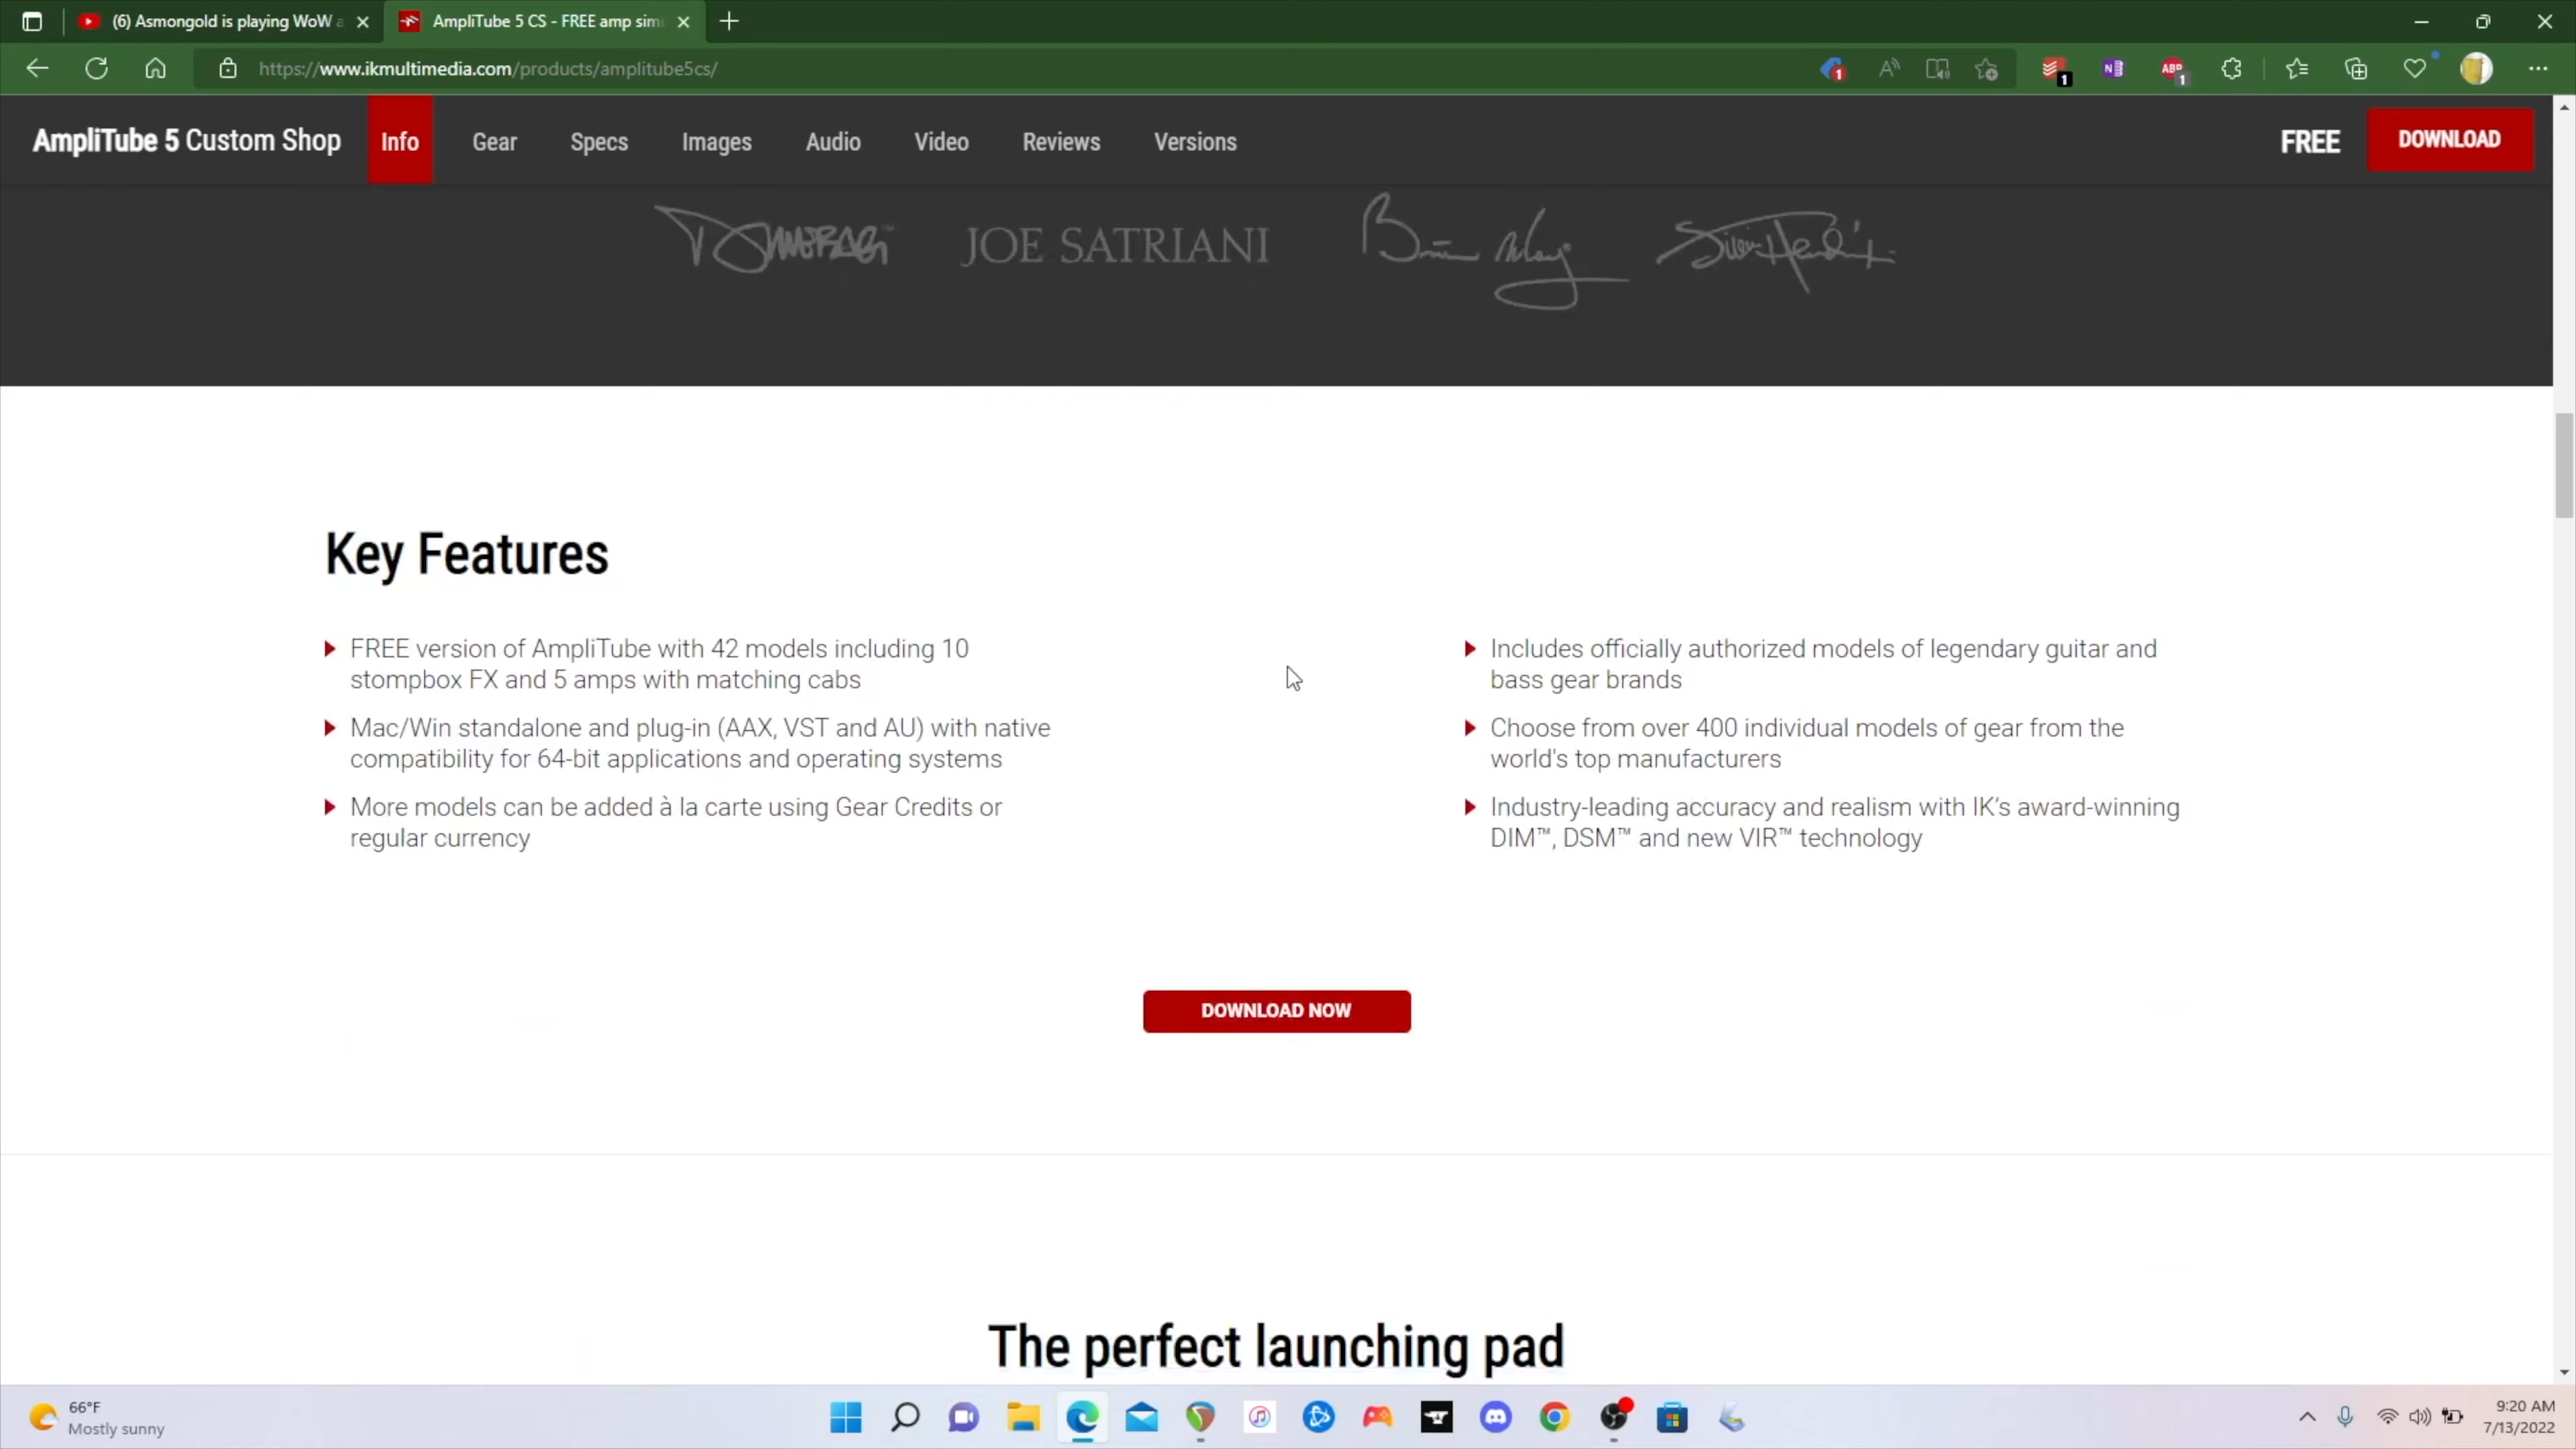 (6) Asmongold is playing WoW a
AmpliTube 5 CS - FREE amp sim
https://www.ikmultimedia.com/products/amplitube5cs/
1
1
ABP
1
AmpliTube 5 Custom Shop
Info
Gear
Specs
Images
Audio
Video
Reviews
Versions
FREE
DOWNLOAD
JOE SATRIANI
Brian May
Key Features
FREE version of AmpliTube with 42 models including 10
stompbox FX and 5 amps with matching cabs
Mac/Win standalone and plug-in (AAX, VST and AU) with native
compatibility for 64-bit applications and operating systems
More models can be added à la carte using Gear Credits or
regular currency
Includes officially authorized models of legendary guitar and
bass gear brands
Choose from over 400 individual models of gear from the
world's top manufacturers
Industry-leading accuracy and realism with IK's award-winning
DIM™, DSM™ and new VIR™ technology
DOWNLOAD NOW
The perfect launching pad
66°F
Mostly sunny
9:20 AM
7/13/2022